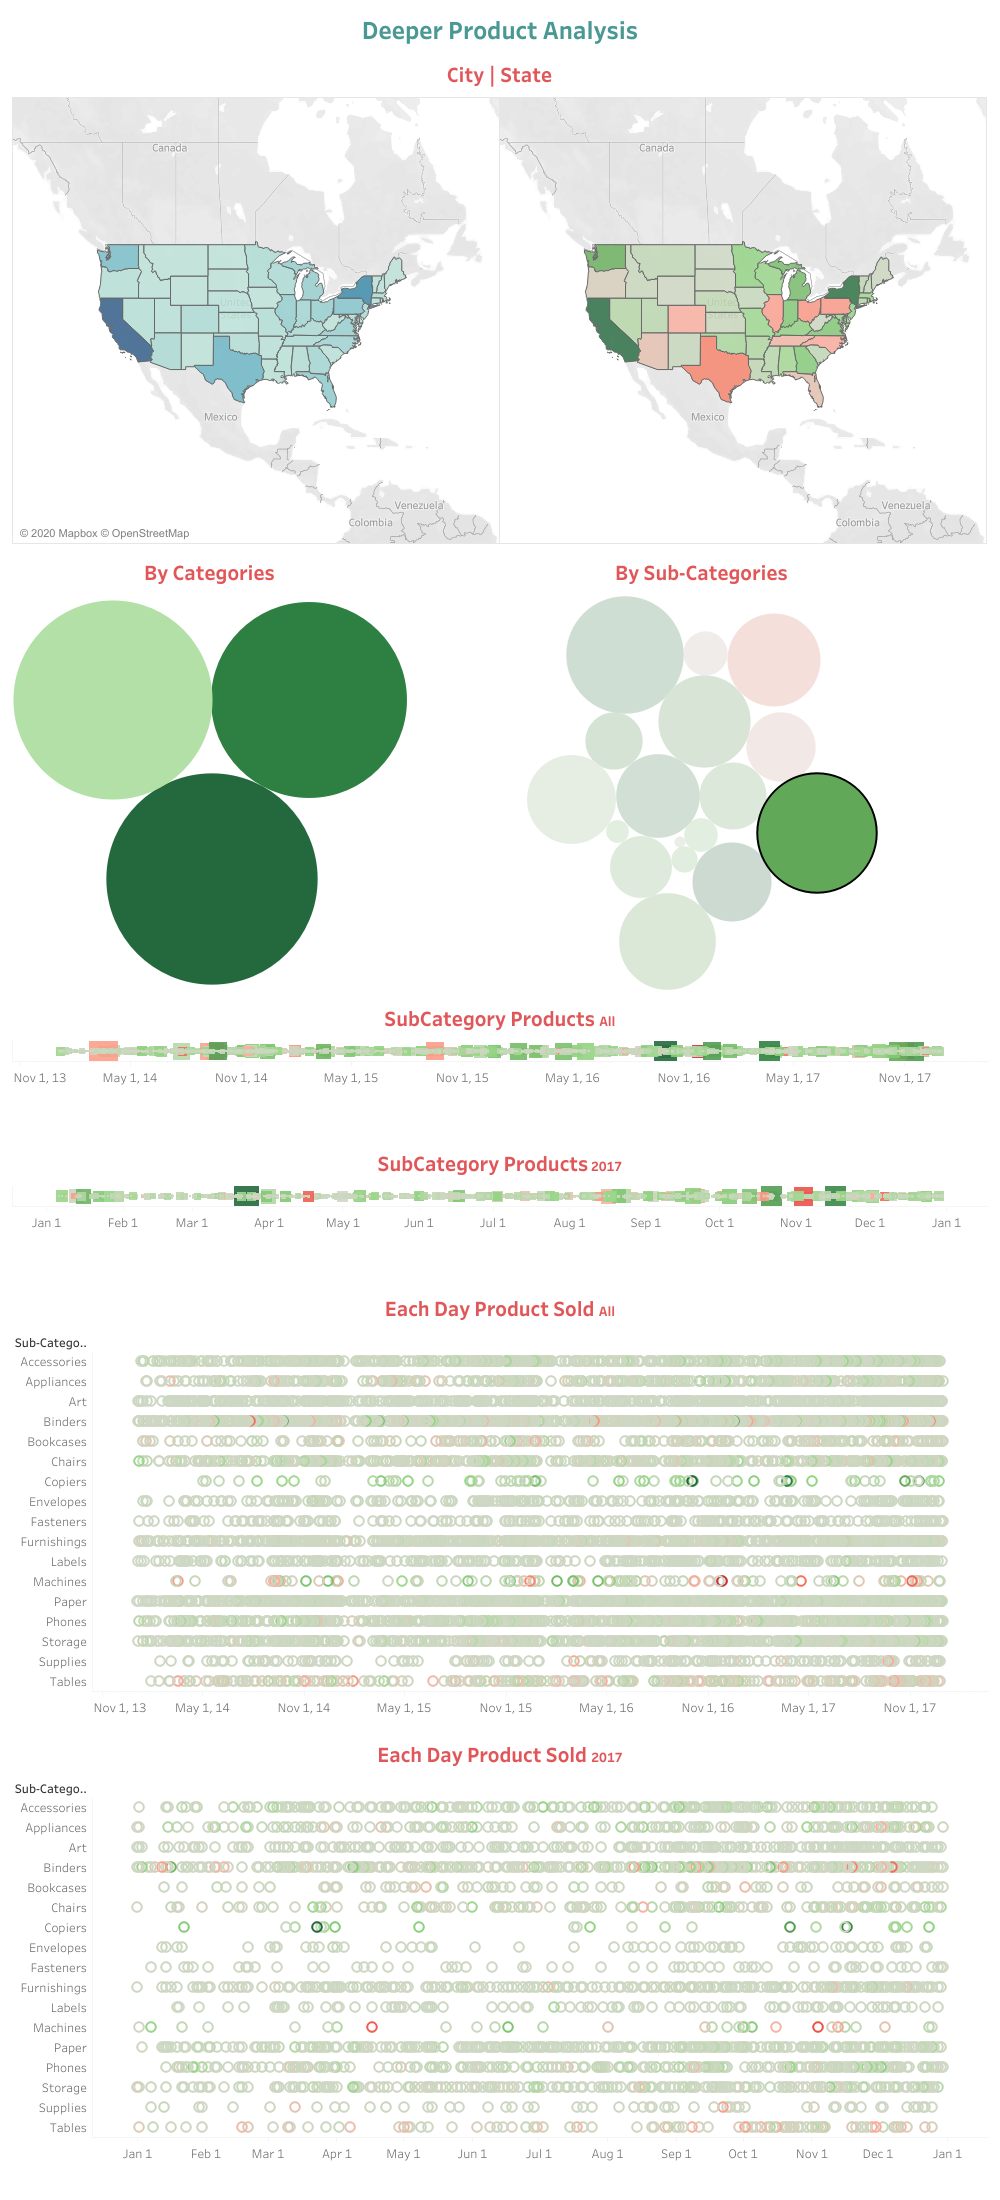 Deeper Product Analysis
City | State
Canada
Canada
United
United
Mexico
Mexico
Venezuela
Venezuela
Colombia
Colombia
© 2020 Mapbox © OpenStreetMap
By Categories
By Sub-Categories
SubCategory Products All
Nov 1, 13 May 1, 14 Nov 1, 14 May 1, 15 Nov 1, 15 May 1, 16 Nov 1, 16 May 1, 17 Nov 1, 17
SubCategory Products 2017
Jan 1 Feb 1 Mar 1 Apr 1 May 1 Jun 1 Jul 1 Aug 1 Sep 1 Oct 1 Nov 1 Dec 1 Jan 1
Each Day Product Sold All
Sub-Catego..
Accessories
Appliances
Art
Binders
Bookcases
Chairs
Copiers
Envelopes
Fasteners
Furnishings
Labels
Machines
Paper
Phones
Storage
Supplies
Tables
Nov 1, 13 May 1, 14 Nov 1, 14 May 1, 15 Nov 1, 15 May 1, 16 Nov 1, 16 May 1, 17 Nov 1, 17
Each Day Product Sold 2017
Sub-Catego..
Accessories
Appliances
Art
Binders
Bookcases
Chairs
Copiers
Envelopes
Fasteners
Furnishings
Labels
Machines
Paper
Phones
Storage
Supplies
Tables
Jan 1 Feb 1 Mar 1 Apr 1 May 1 Jun 1 Jul 1 Aug 1 Sep 1 Oct 1 Nov 1 Dec 1 Jan 1